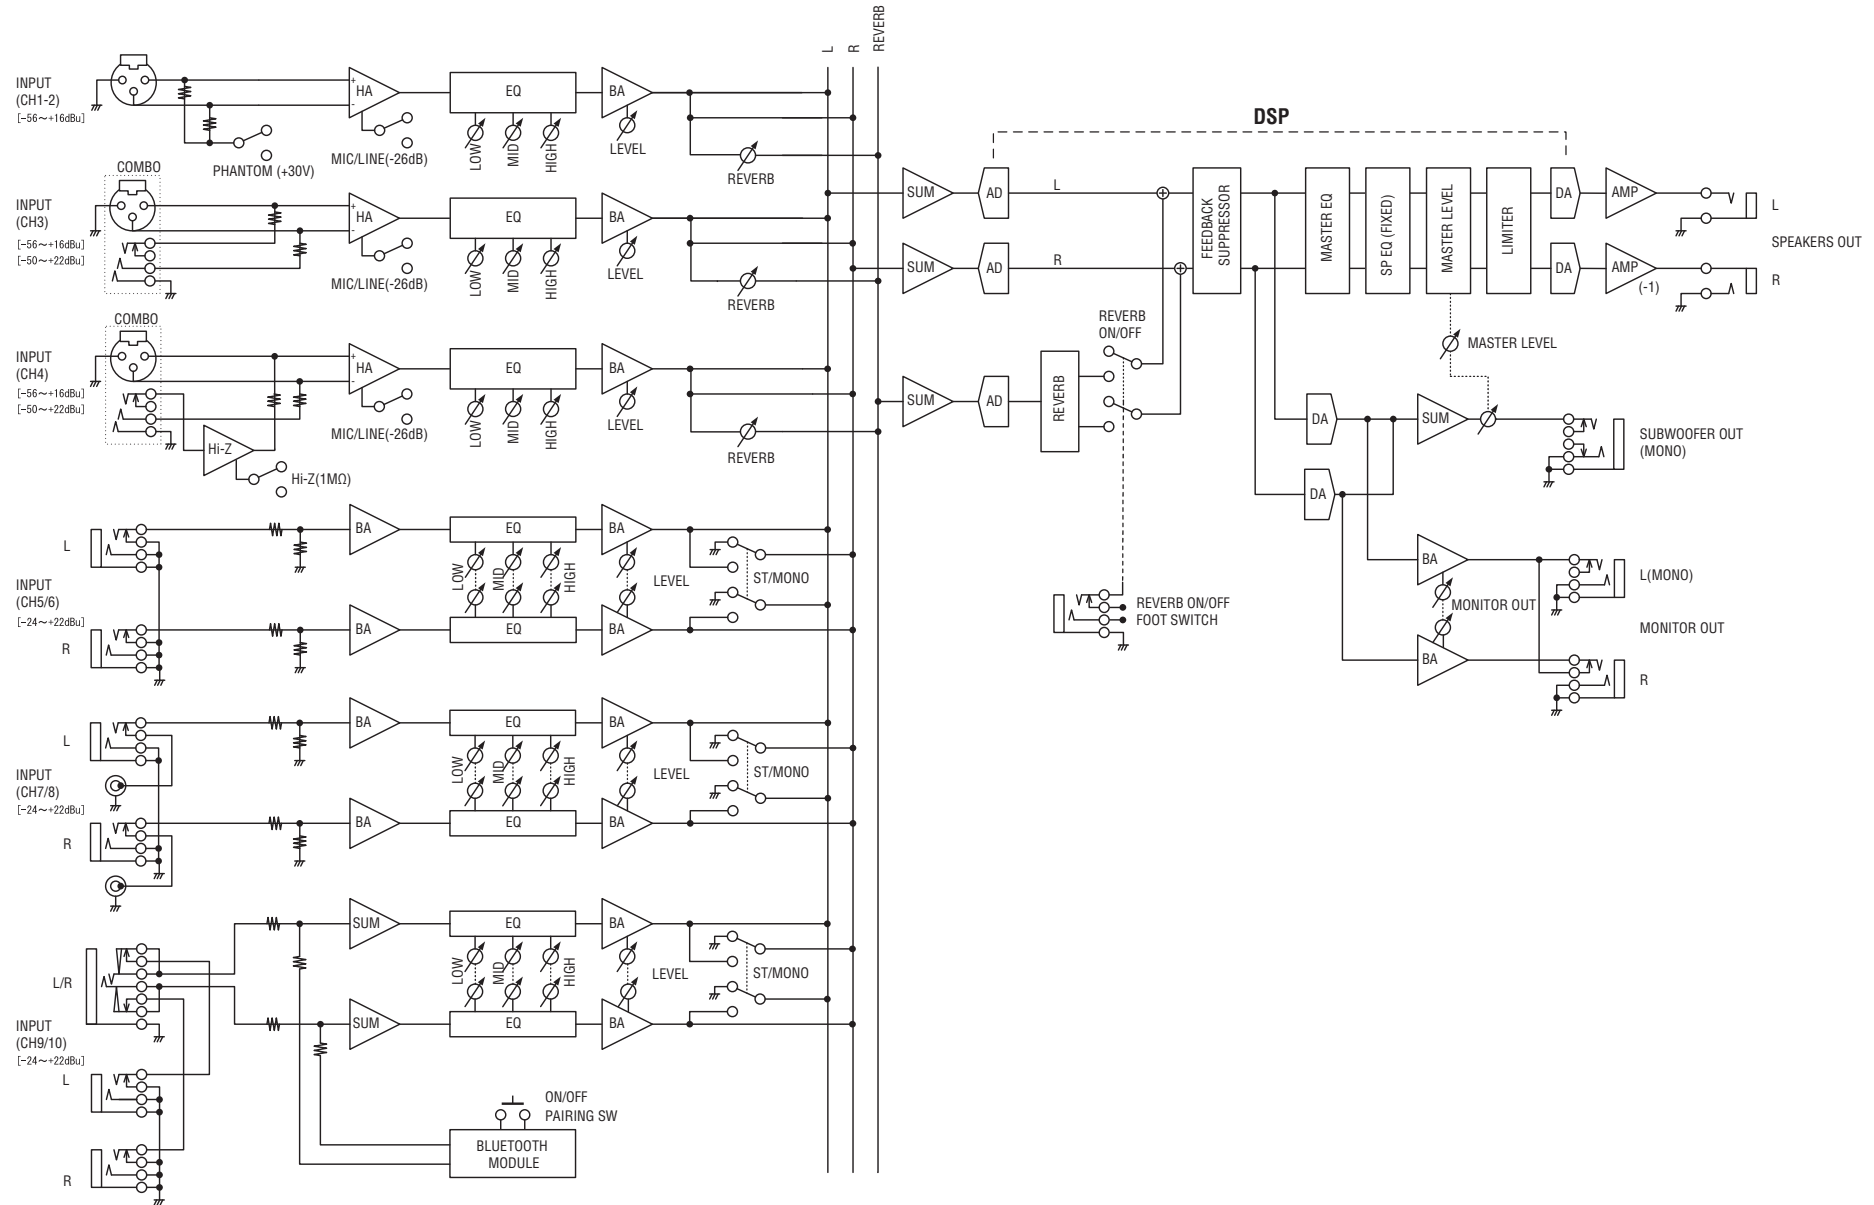 L
R
REVERB
INPUT
(CH1-2)
[-56～+16dBu]
+
-
HA
EQ
BA
LOW
MID
HIGH
LEVEL
MIC/LINE(-26dB)
PHANTOM (+30V)
REVERB
COMBO
INPUT
(CH3)
[-56～+16dBu]
[-50～+22dBu]
+
-
HA
EQ
BA
LOW
MID
HIGH
LEVEL
MIC/LINE(-26dB)
REVERB
COMBO
INPUT
(CH4)
[-56～+16dBu]
[-50～+22dBu]
+
-
HA
EQ
BA
LOW
MID
HIGH
LEVEL
MIC/LINE(-26dB)
REVERB
Hi-Z
Hi-Z(1MΩ)
L
INPUT
(CH5/6)
[-24～+22dBu]
R
BA
EQ
BA
LOW
MID
HIGH
LEVEL
ST/MONO
BA
EQ
BA
L
INPUT
(CH7/8)
[-24～+22dBu]
R
BA
EQ
BA
LOW
MID
HIGH
LEVEL
ST/MONO
BA
EQ
BA
L/R
INPUT
(CH9/10)
[-24～+22dBu]
L
R
SUM
EQ
BA
LOW
MID
HIGH
LEVEL
ST/MONO
SUM
EQ
BA
ON/OFF
PAIRING SW
BLUETOOTH
MODULE
DSP
SUM
AD
L
SUM
AD
R
SUM
AD
REVERB
REVERB
ON/OFF
FEEDBACK
SUPPRESSOR
MASTER EQ
SP EQ (FIXED)
MASTER LEVEL
LIMITER
DA
AMP
L
SPEAKERS OUT
DA
AMP
(-1)
R
MASTER LEVEL
DA
SUM
SUBWOOFER OUT
(MONO)
DA
BA
L(MONO)
MONITOR OUT
MONITOR OUT
BA
R
REVERB ON/OFF
FOOT SWITCH